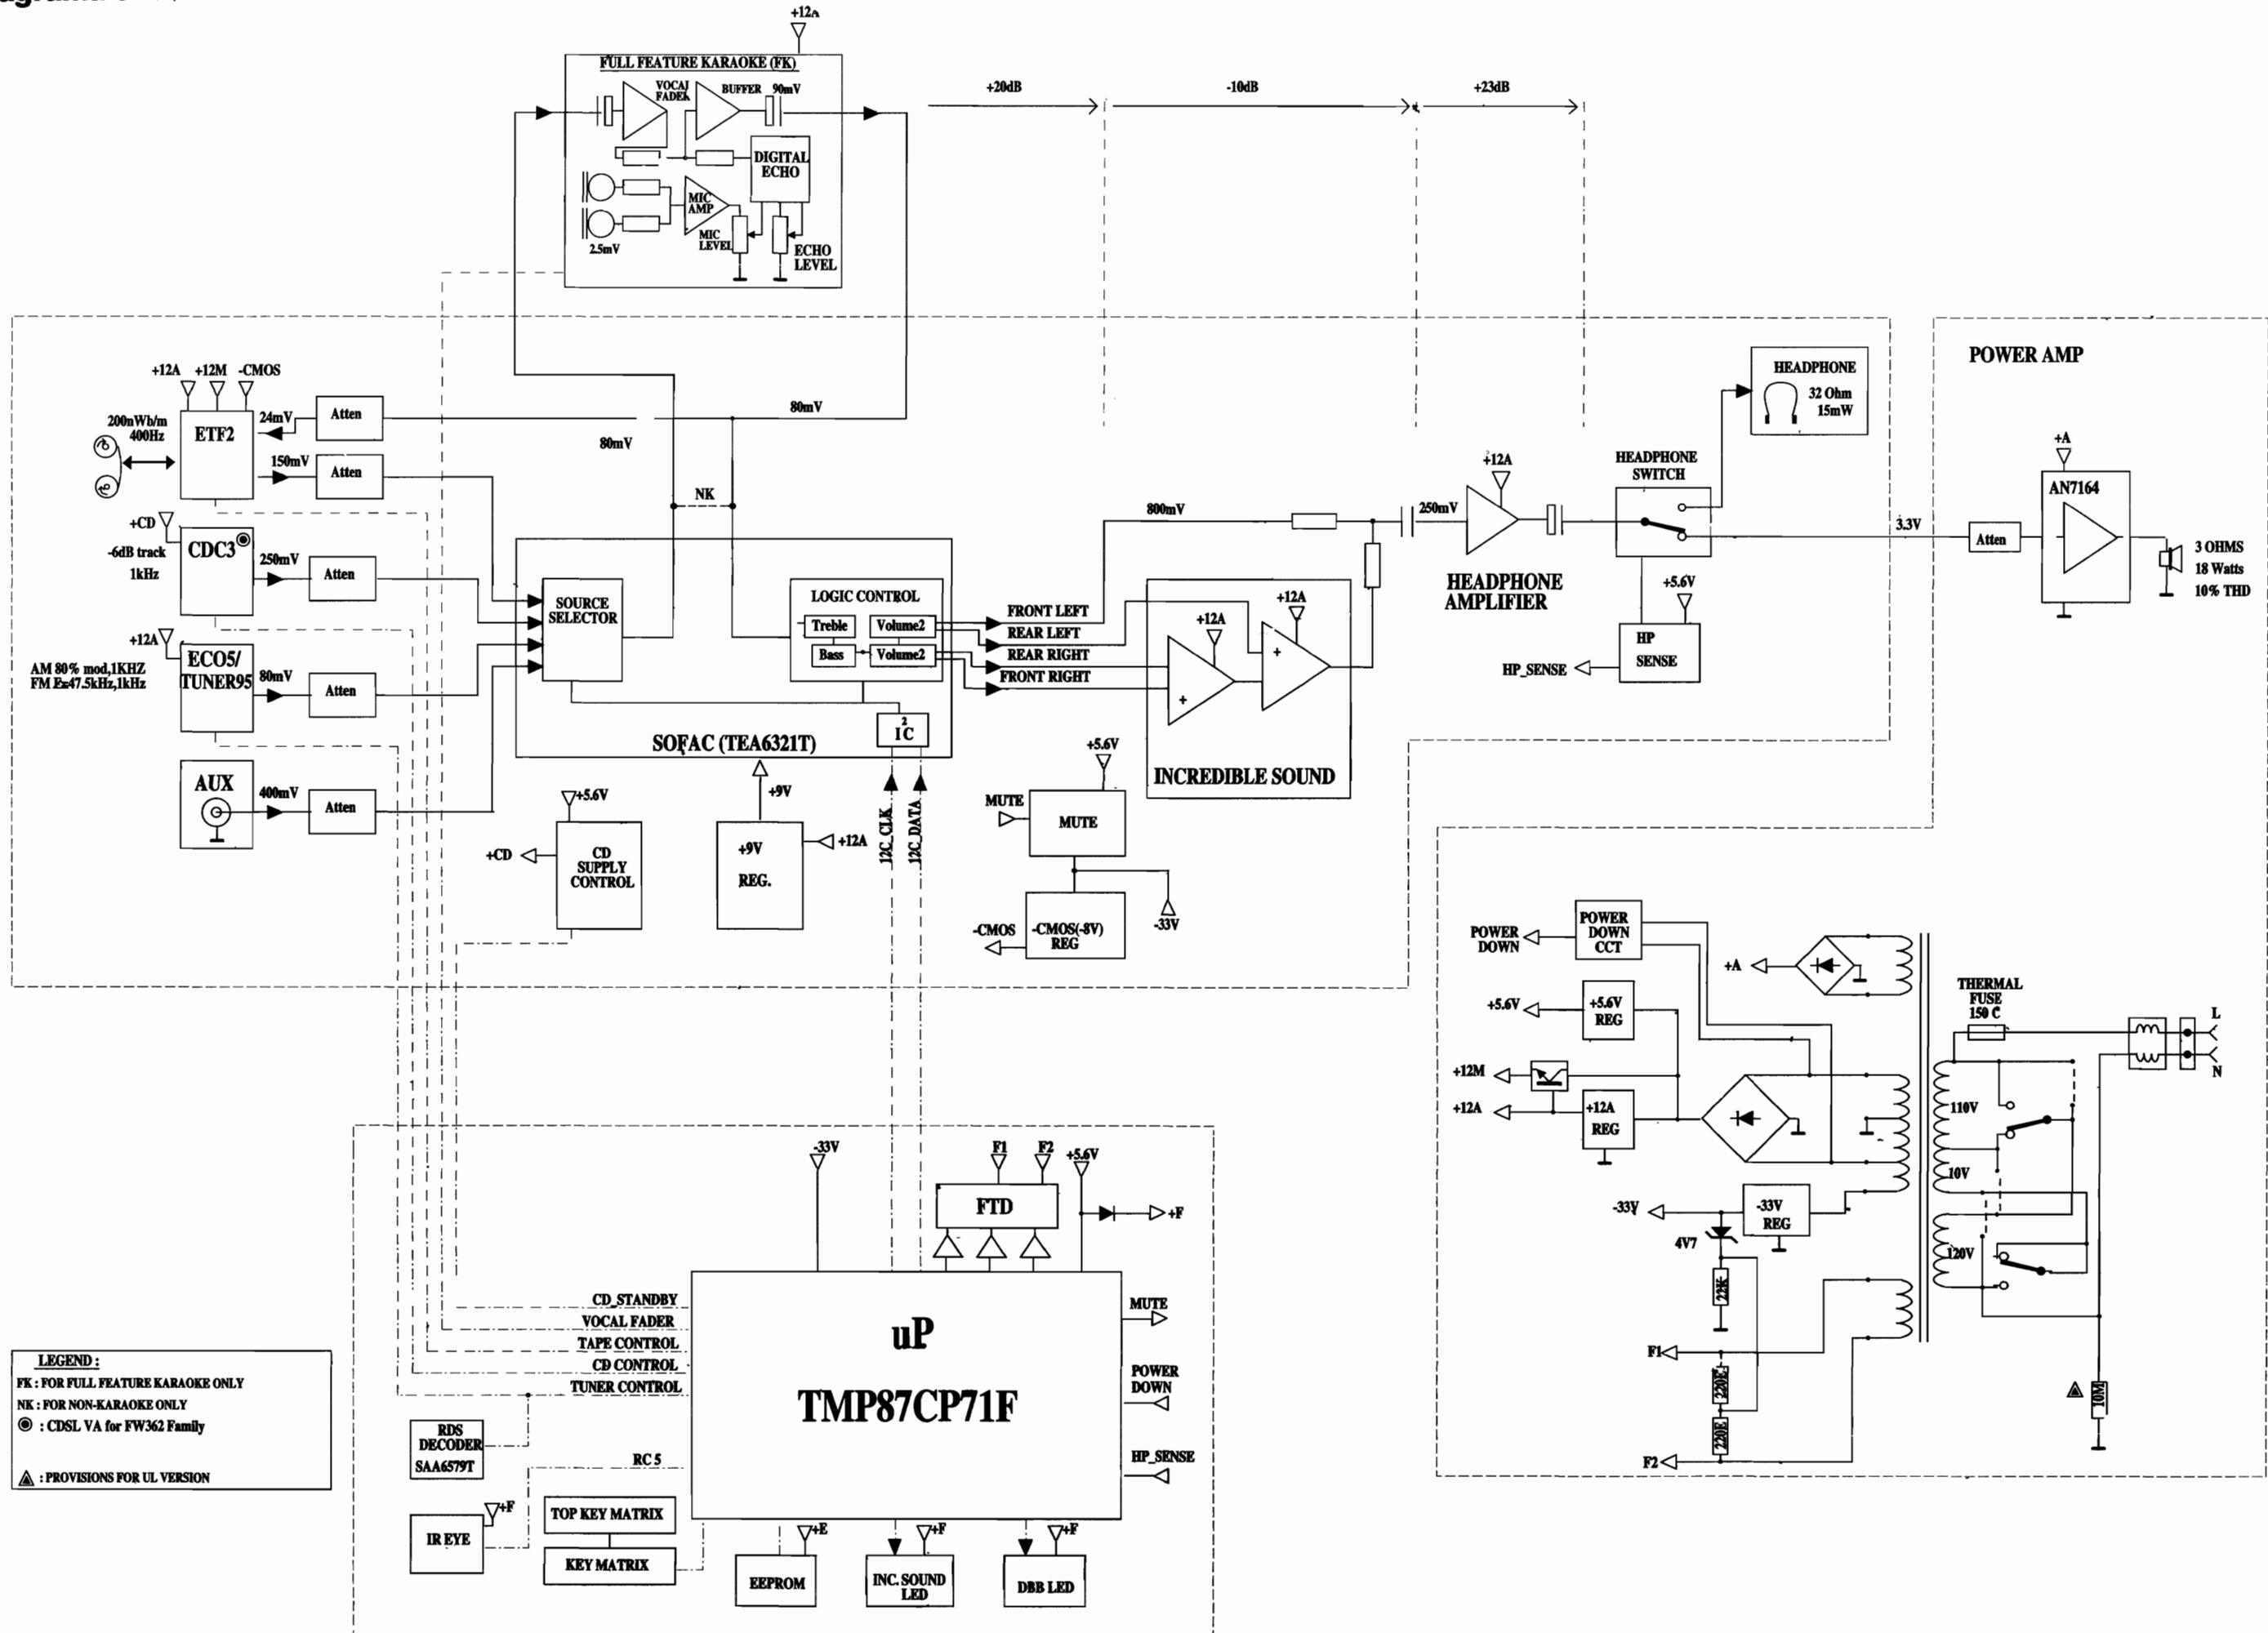 +12A
FULL FEATURE KARAOKE (FK)
VOCAL
FADER
BUFFER
90mV
DIGITAL
ECHO
MIC
AMP
MIC
LEVEL
ECHO
LEVEL
2.5mV
+20dB
-10dB
+23dB
+12A
+12M
-CMOS
200nWb/m
400Hz
ETF2
24mV
Atten
80mV
80mV
150mV
Atten
NK
+CD
-6dB track
1kHz
CDC3
250mV
Atten
+12A
AM 80% mod,1KHZ
FM F=47.5kHz,1kHz
ECO5/
TUNER95
80mV
Atten
AUX
400mV
Atten
SOURCE
SELECTOR
LOGIC CONTROL
Treble
Volume2
Bass
Volume2
2
IC
SOFAC (TEA6321T)
FRONT LEFT
REAR LEFT
REAR RIGHT
FRONT RIGHT
800mV
+12A
+12A
+
+
INCREDIBLE SOUND
250mV
+12A
HEADPHONE
AMPLIFIER
HEADPHONE
SWITCH
HEADPHONE
32 Ohm
15mW
+5.6V
HP
SENSE
HP_SENSE
3.3V
POWER AMP
Atten
+A
AN7164
3 OHMS
18 Watts
10% THD
+5.6V
+CD
CD
SUPPLY
CONTROL
+9V
+9V
REG.
+12A
12C_CLK
12C_DATA
+5.6V
MUTE
MUTE
-CMOS
-CMOS(-8V)
REG
-33V
POWER
DOWN
POWER
DOWN
CCT
+A
+5.6V
+5.6V
REG
+12M
+12A
+12A
REG
-33V
-33V
REG
4V7
22K
F1
220E
220E
F2
THERMAL
FUSE
150 C
L
N
110V
10V
120V
10M
-33V
F1
F2
+5.6V
FTD
+F
CD_STANDBY
VOCAL FADER
TAPE CONTROL
CD CONTROL
TUNER CONTROL
uP
TMP87CP71F
MUTE
POWER
DOWN
HP_SENSE
RDS
DECODER
SAA6579T
RC 5
+F
IR EYE
TOP KEY MATRIX
KEY MATRIX
+E
EEPROM
+F
INC. SOUND
LED
+F
DBB LED
LEGEND :
FK : FOR FULL FEATURE KARAOKE ONLY
NK : FOR NON-KARAOKE ONLY
: CDSL VA for FW362 Family
: PROVISIONS FOR UL VERSION